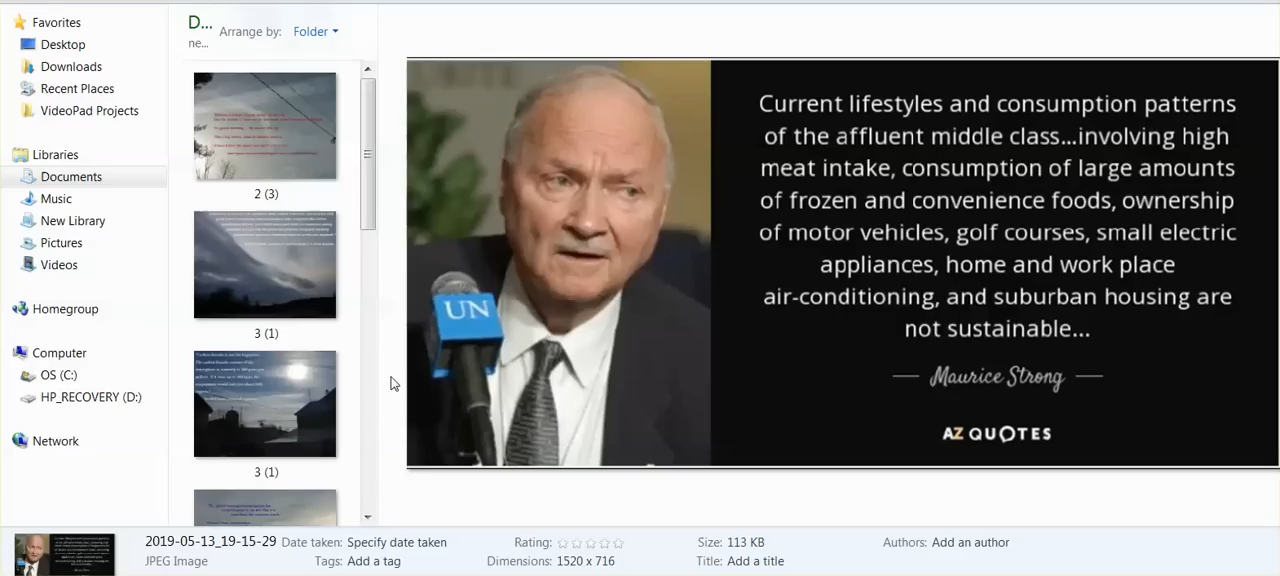 Favorites
Desktop
Downloads
Recent Places
VideoPad Projects
Libraries
Documents
Music
New Library
Pictures
Videos
Homegroup
Computer
OS (C:)
HP_RECOVERY (D:)
Network
D...
ne...
Arrange by: Folder
2 (3)
3 (1)
3 (1)
UN
Current lifestyles and consumption patterns
of the affluent middle class...involving high
meat intake, consumption of large amounts
of frozen and convenience foods, ownership
of motor vehicles, golf courses, small electric
appliances, home and work place
air-conditioning, and suburban housing are
not sustainable...
Maurice Strong
AZ QUOTES
2019-05-13_19-15-29 Date taken: Specify date taken Rating: Size: 113 KB Authors: Add an author
JPEG Image Tags: Add a tag Dimensions: 1520 x 716 Title: Add a title